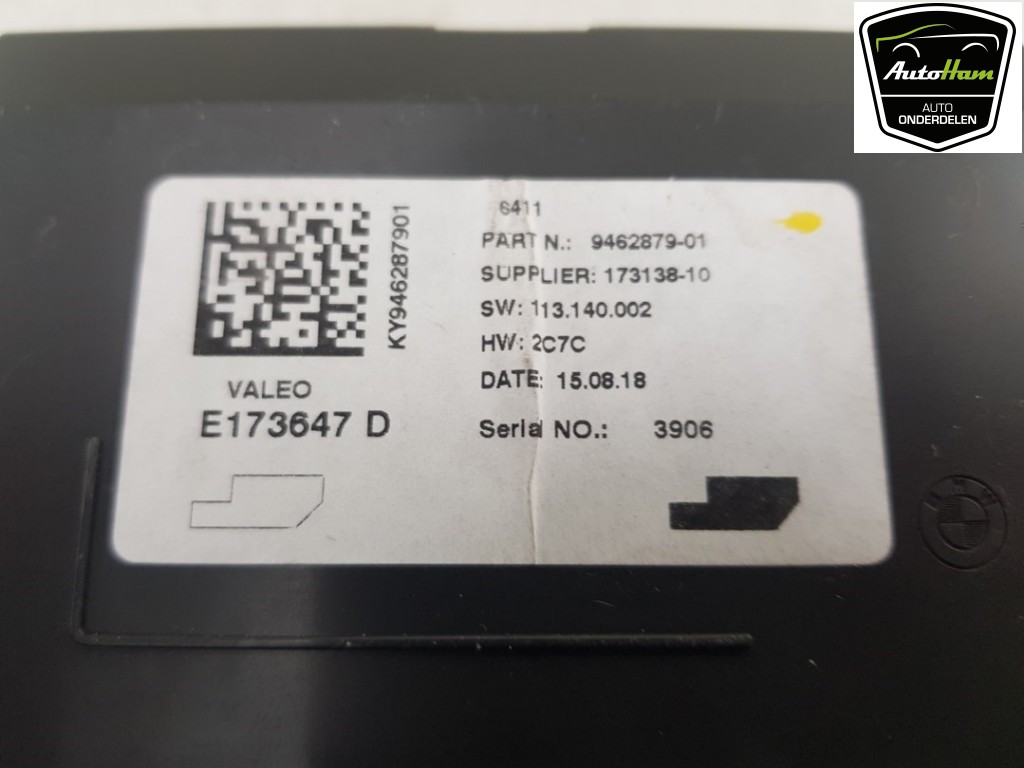 AutoHam
AUTO
ONDERDELEN
6411
PART N.: 9462879-01
SUPPLIER: 173138-10
SW: 113.140.002
HW: 2C7C
DATE: 15.08.18
Serial NO.: 3906
KY946287901
VALEO
E173647 D
BMW